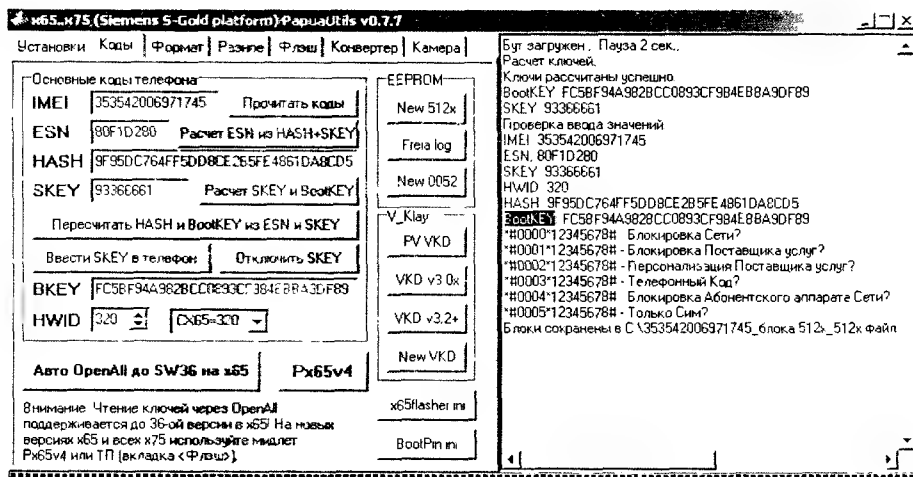 x65..x75 (Siemens S-Gold platform) PapuaUtils v0.7.7
Установки Коды Формат Разное Флэш Конвертер Камера
Основные коды телефона
IMEI 353542006971745 Прочитать коды
ESN 80F1D280 Расчет ESN из HASH+SKEY
HASH 9F95DC764FF5DD8CE2B5FE4861DA8CD5
SKEY 93366661 Расчет SKEY и BootKEY
Пересчитать HASH и BootKEY из ESN и SKEY
Ввести SKEY в телефон Отключить SKEY
BKEY
HWID 320 CX65=320
Авто OpenAll до SW36 на x65 Px65v4
Внимание Чтение ключей через OpenAll
поддерживается до 36-ой версии в x65! На новых
версиях x65 и всех x75 используйте мидлет
Px65v4 или ТП (вкладка <Флэш>).
EEPROM
New 512x
Freia log
New 0052
V_Klay
PV VKD
VKD v3 0x
VKD v3.2+
New VKD
x65flasher ini
BootPin ini
Бут загружен. Пауза 2 сек..
Расчет ключей.
Ключи рассчитаны успешно
BootKEY FC5BF94A982BCC0893CF9B4EB8A9DF89
SKEY 93366661
Проверка ввода значений
IMEI 353542006971745
ESN. 80F1D280
SKEY 93366661
HWID 320
HASH 9F95DC764FF5DD8CE2B5FE4861DA8CD5
BootKEY FC5BF94A982BCC0893CF9B4EB8A9DF89
*#0000*12345678# - Блокировка Сети?
*#0001*12345678# - Блокировка Поставщика услуг?
*#0002*12345678# - Персонализация Поставщика услуг?
*#0003*12345678# - Телефонный Код?
*#0004*12345678# Блокировка Абонентского аппарате Сети?
*#0005*12345678# - Только Сим?
Блоки сохранены в C \353542006971745_блока 512x_512x файл